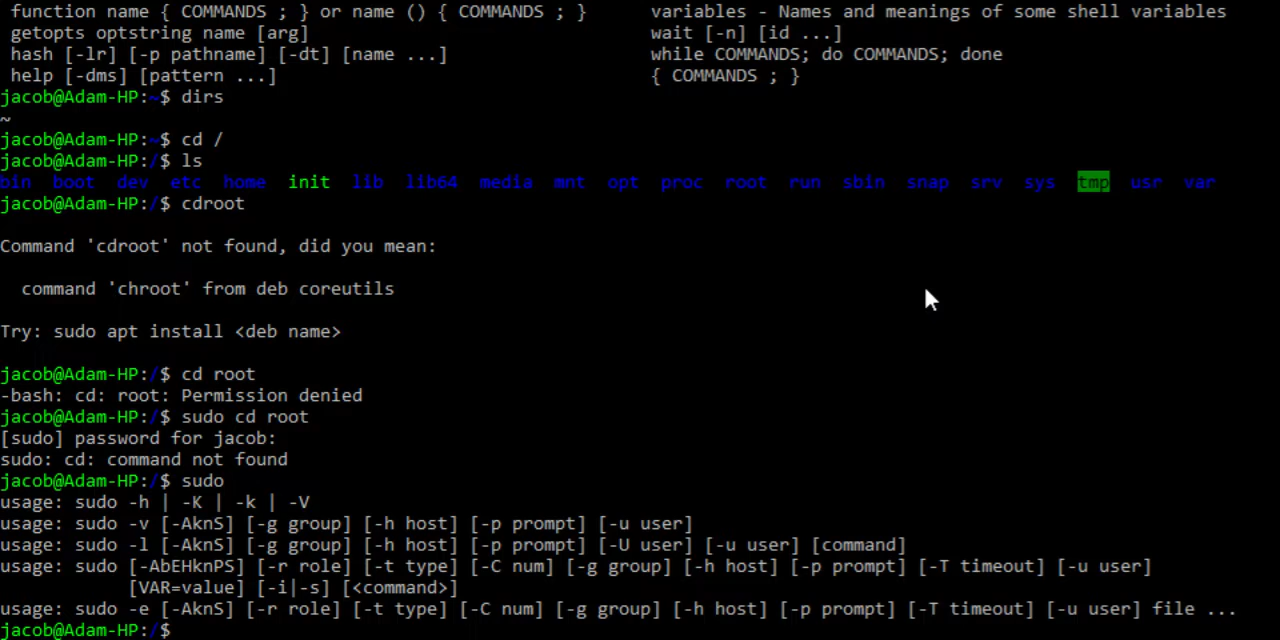 function name { COMMANDS ; } or name () { COMMANDS ; }     variables - Names and meanings of some shell variables
getopts optstring name [arg]     wait [-n] [id ...]
hash [-lr] [-p pathname] [-dt] [name ...]     while COMMANDS; do COMMANDS; done
help [-dms] [pattern ...]     { COMMANDS ; }
jacob@Adam-HP:~$ dirs
~
jacob@Adam-HP:~$ cd /
jacob@Adam-HP:/$ ls
bin  boot  dev  etc  home  init  lib  lib64  media  mnt  opt  proc  root  run  sbin  snap  srv  sys  tmp  usr  var
jacob@Adam-HP:/$ cdroot
Command 'cdroot' not found, did you mean:
command 'chroot' from deb coreutils
Try: sudo apt install <deb name>
jacob@Adam-HP:/$ cd root
-bash: cd: root: Permission denied
jacob@Adam-HP:/$ sudo cd root
[sudo] password for jacob:
sudo: cd: command not found
jacob@Adam-HP:/$ sudo
usage: sudo -h | -K | -k | -V
usage: sudo -v [-AknS] [-g group] [-h host] [-p prompt] [-u user]
usage: sudo -l [-AknS] [-g group] [-h host] [-p prompt] [-U user] [-u user] [command]
usage: sudo [-AbEHknPS] [-r role] [-t type] [-C num] [-g group] [-h host] [-p prompt] [-T timeout] [-u user]
[VAR=value] [-i|-s] [<command>]
usage: sudo -e [-AknS] [-r role] [-t type] [-C num] [-g group] [-h host] [-p prompt] [-T timeout] [-u user] file ...
jacob@Adam-HP:/$